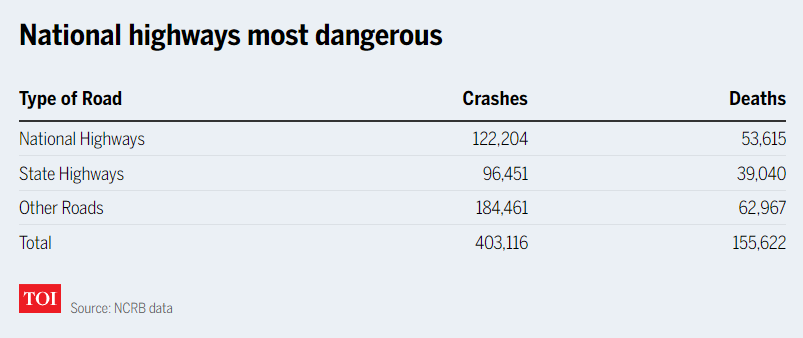 National highways most dangerous
Type of Road Crashes Deaths
National Highways 122,204 53,615
State Highways 96,451 39,040
Other Roads 184,461 62,967
Total 403,116 155,622
TOI Source: NCRB data